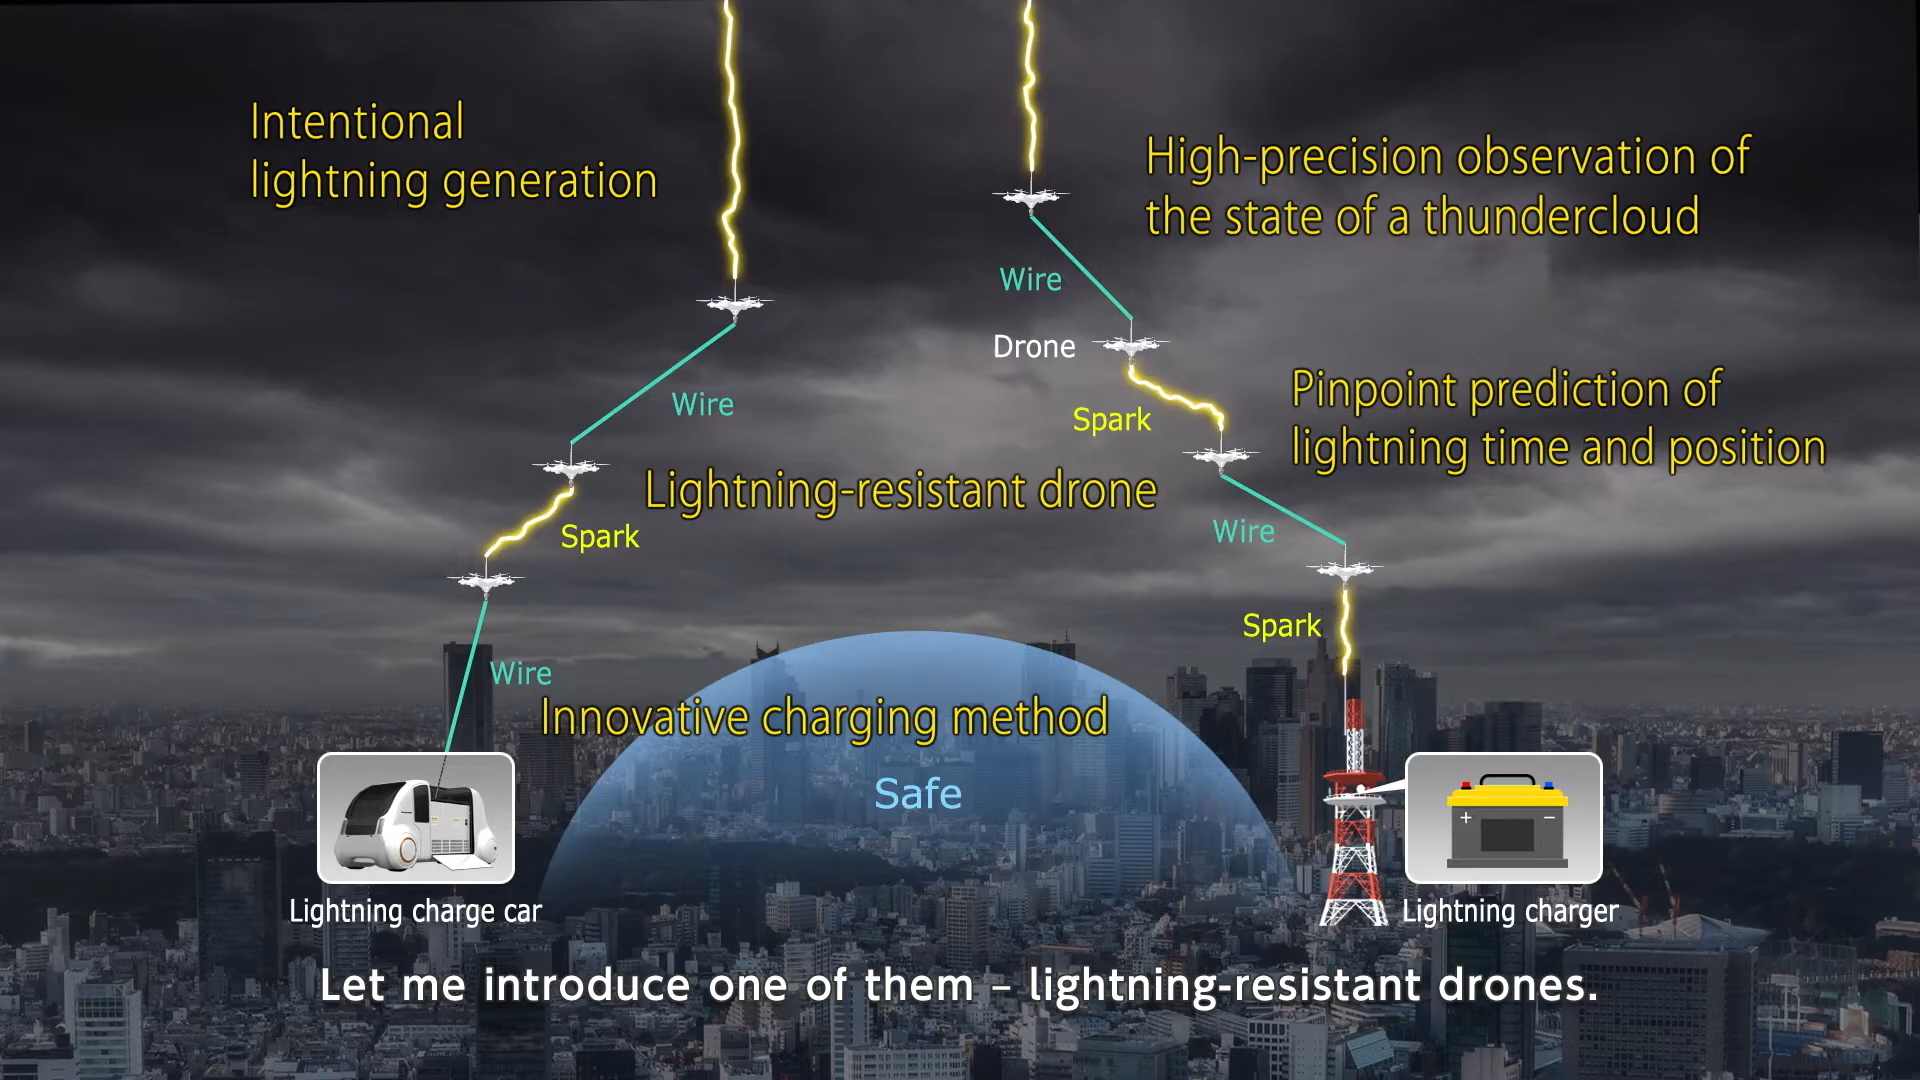 Intentional
lightning generation
High-precision observation of
the state of a thundercloud
Wire
Drone
Wire
Spark
Pinpoint prediction of
lightning time and position
Lightning-resistant drone
Spark
Wire
Spark
Wire
Innovative charging method
Safe
+ −
Lightning charge car
Lightning charger
Let me introduce one of them – lightning-resistant drones.